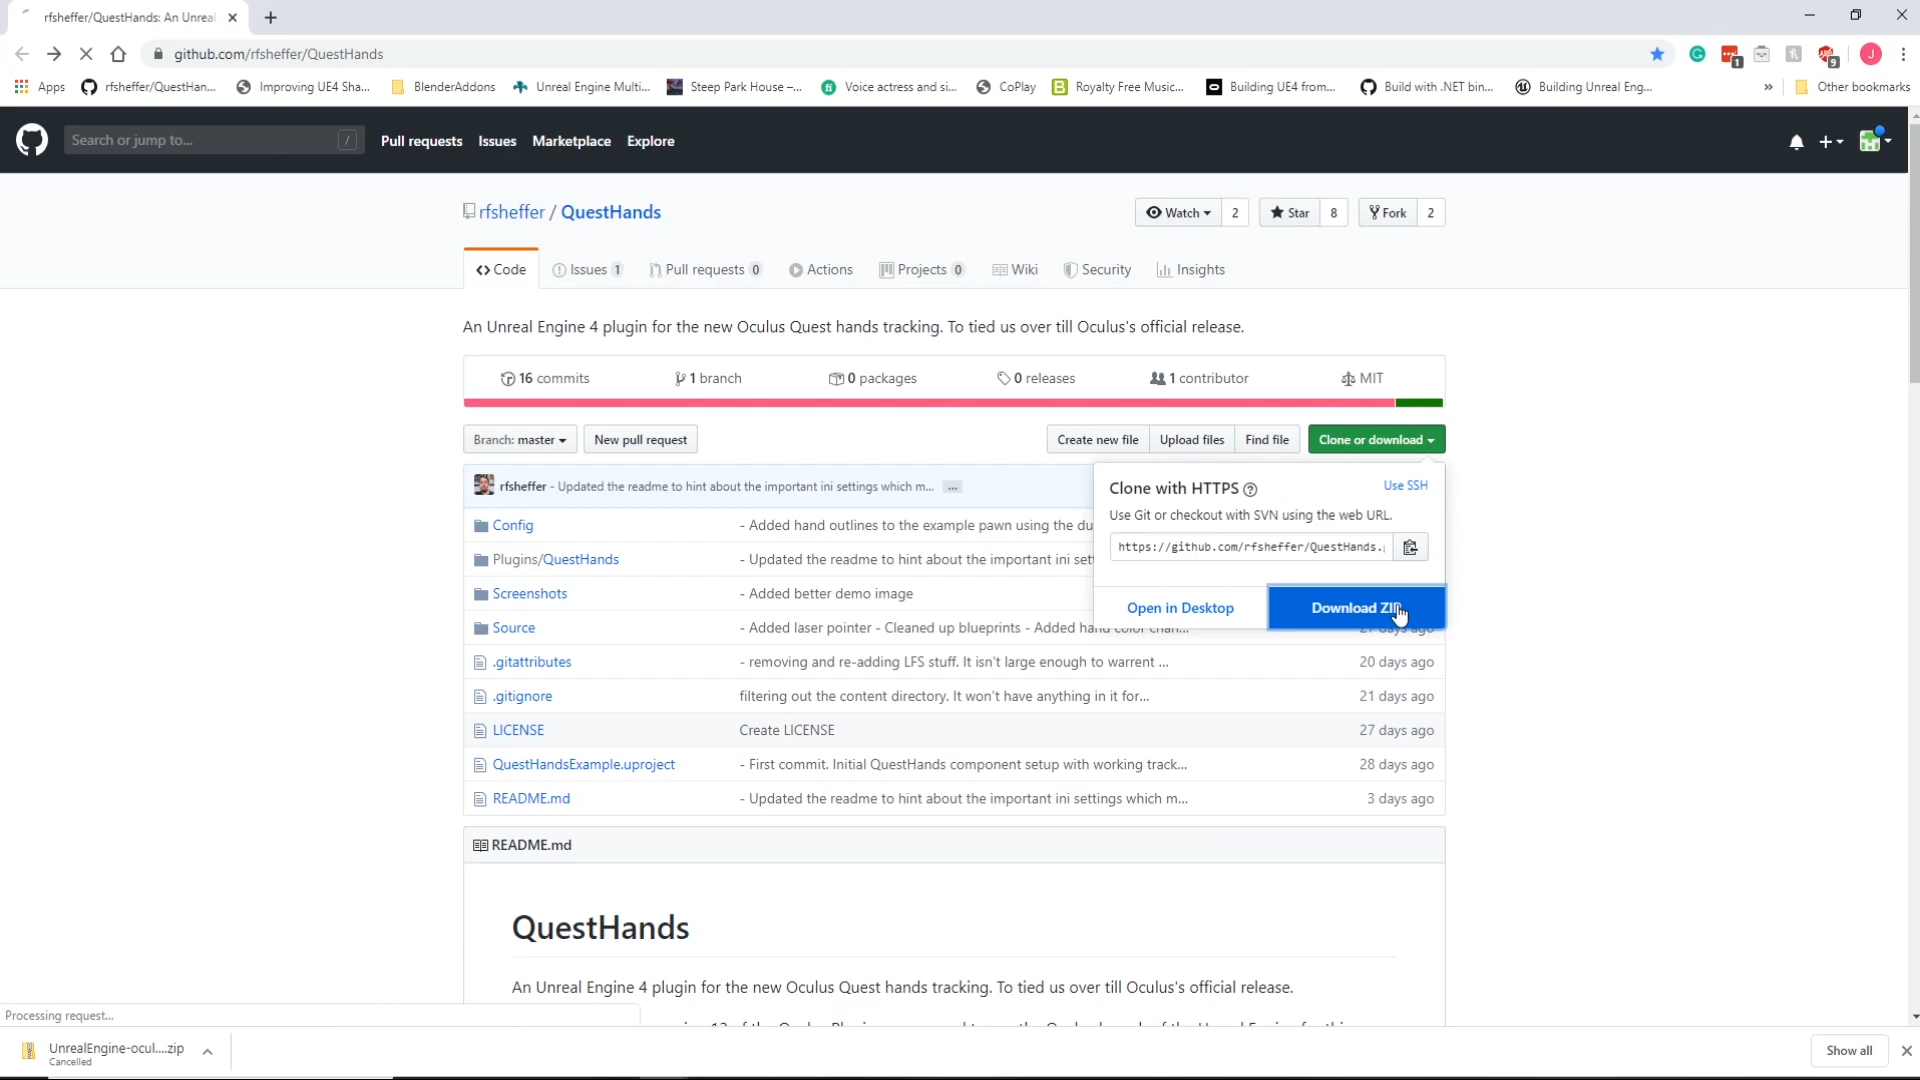 rfsheffer/QuestHands: An Unreal
github.com/rfsheffer/QuestHands
1
9
J
Apps
rfsheffer/QuestHan...
Improving UE4 Sha...
BlenderAddons
Unreal Engine Multi...
Steep Park House –...
Voice actress and si...
CoPlay
Royalty Free Music...
Building UE4 from...
Build with .NET bin...
Building Unreal Eng...
»
Other bookmarks
Search or jump to...
/
Pull requests
Issues
Marketplace
Explore
rfsheffer / QuestHands
Watch
2
Star
8
Fork
2
Code
Issues 1
Pull requests 0
Actions
Projects 0
Wiki
Security
Insights
An Unreal Engine 4 plugin for the new Oculus Quest hands tracking. To tied us over till Oculus's official release.
16 commits
1 branch
0 packages
0 releases
1 contributor
MIT
Branch: master
New pull request
Create new file
Upload files
Find file
Clone or download
rfsheffer - Updated the readme to hint about the important ini settings which m... ...
Clone with HTTPS
Use SSH
Use Git or checkout with SVN using the web URL.
https://github.com/rfsheffer/QuestHands.
Open in Desktop
Download ZIP
Config
- Added hand outlines to the example pawn using the du
Plugins/QuestHands
- Updated the readme to hint about the important ini set
Screenshots
- Added better demo image
Source
- Added laser pointer - Cleaned up blueprints - Added hand color chan...
27 days ago
.gitattributes
- removing and re-adding LFS stuff. It isn't large enough to warrent ...
20 days ago
.gitignore
filtering out the content directory. It won't have anything in it for...
21 days ago
LICENSE
Create LICENSE
27 days ago
QuestHandsExample.uproject
- First commit. Initial QuestHands component setup with working track...
28 days ago
README.md
- Updated the readme to hint about the important ini settings which m...
3 days ago
README.md
QuestHands
An Unreal Engine 4 plugin for the new Oculus Quest hands tracking. To tied us over till Oculus's official release.
Processing request...
UnrealEngine-ocul....zip
Cancelled
Show all